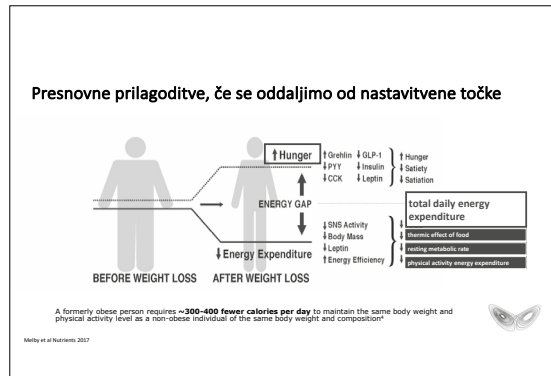 Presnovne prilagoditve, če se oddaljimo od nastavitvene točke
↑ Hunger
↑ Grehlin ↓ GLP-1
↓ PYY ↓ Insulin
↓ CCK ↓ Leptin
↑ Hunger
↓ Satiety
↓ Satiation
ENERGY GAP
↓ Energy Expenditure
↓ SNS Activity
↓ Body Mass
↓ Leptin
↑ Energy Efficiency
↓ total daily energy
expenditure
↓ thermic effect of food
↓ resting metabolic rate
↓ physical activity energy expenditure
BEFORE WEIGHT LOSS
AFTER WEIGHT LOSS
A formerly obese person requires ~300-400 fewer calories per day to maintain the same body weight and
physical activity level as a non-obese individual of the same body weight and composition⁴
Melby et al Nutrients 2017